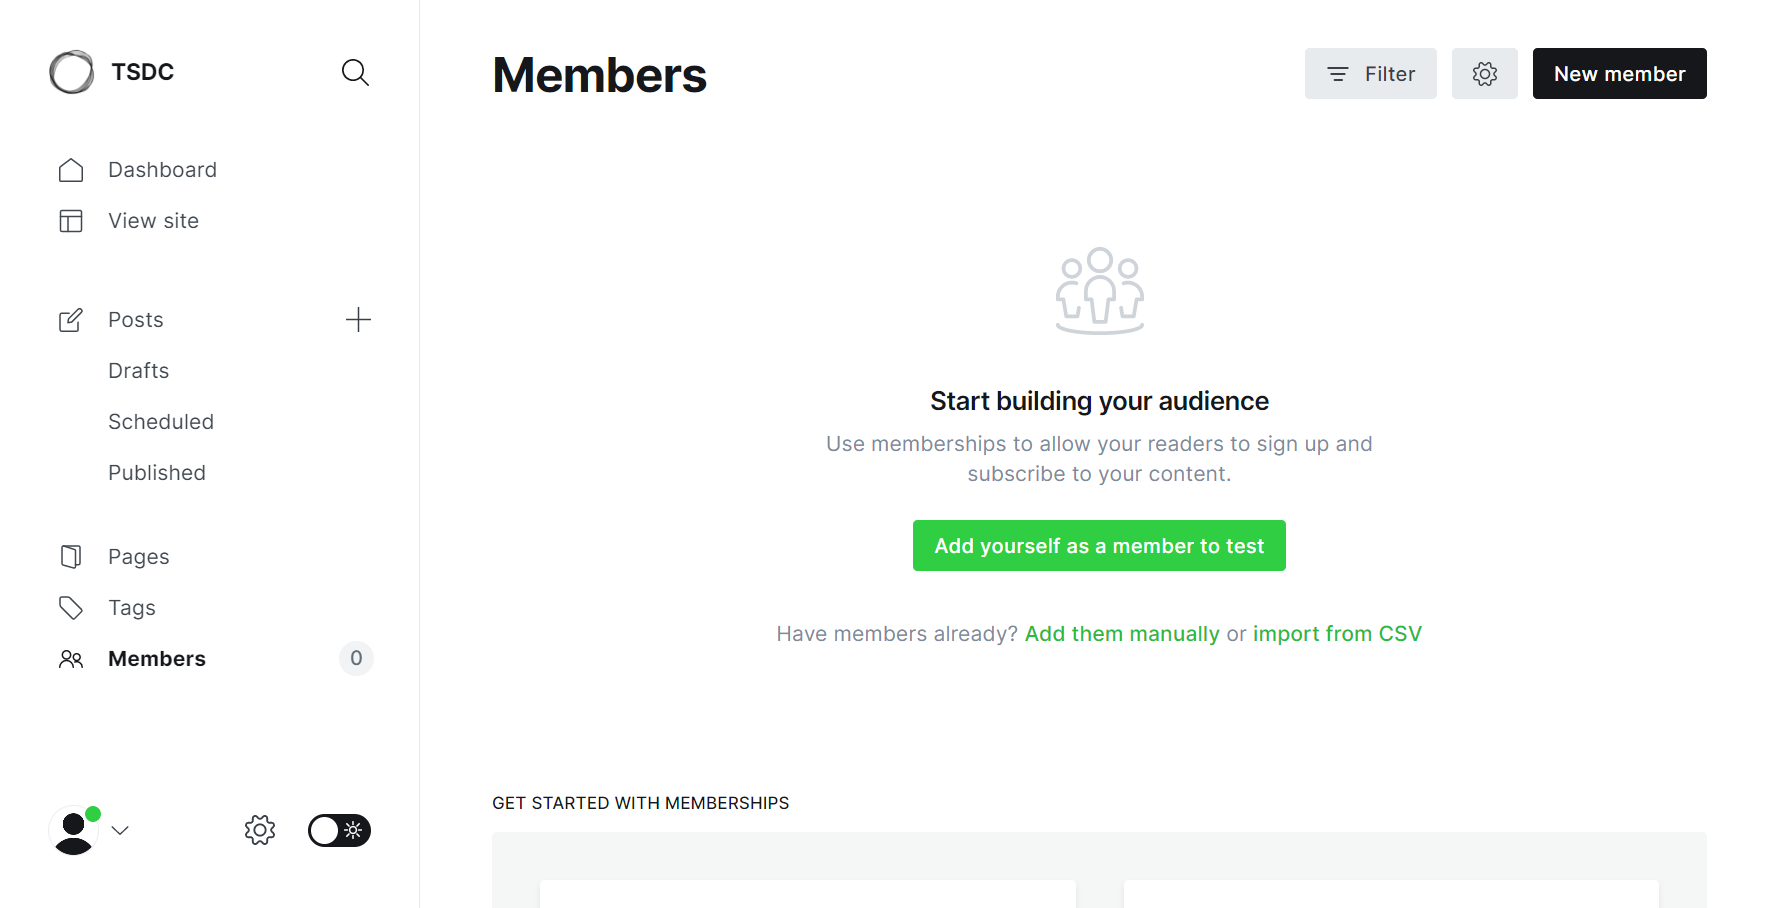 TSDC
Dashboard
View site
Posts
Drafts
Scheduled
Published
Pages
Tags
Members
0
Members
Filter
New member
Start building your audience
Use memberships to allow your readers to sign up and
subscribe to your content.
Add yourself as a member to test
Have members already? Add them manually or import from CSV
GET STARTED WITH MEMBERSHIPS